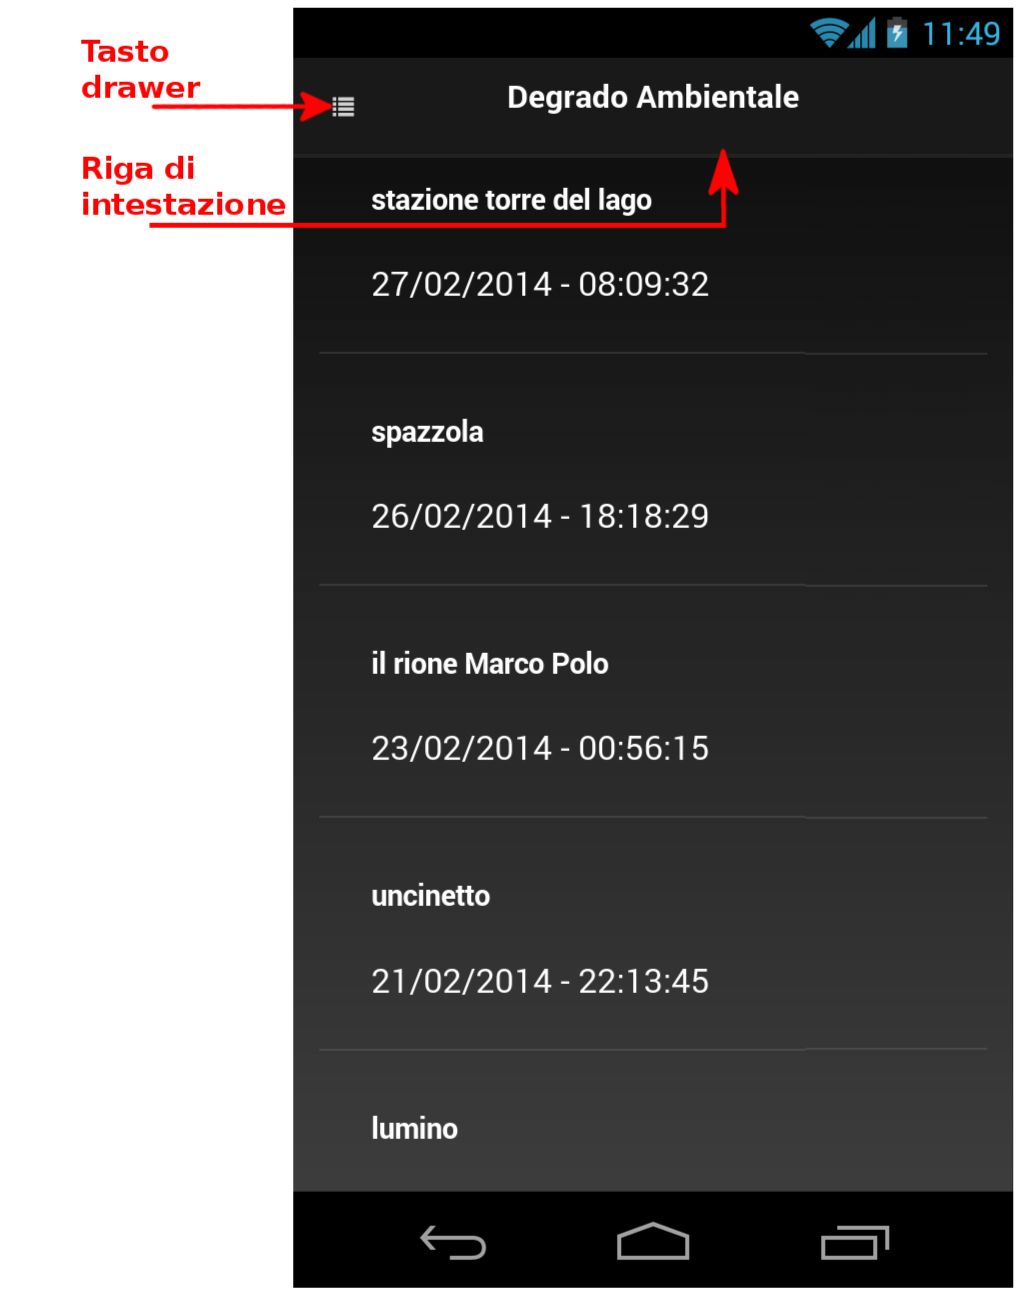 11:49
Tasto
drawer
Degrado Ambientale
Riga di
intestazione
stazione torre del lago
27/02/2014 - 08:09:32
spazzola
26/02/2014 - 18:18:29
il rione Marco Polo
23/02/2014 - 00:56:15
uncinetto
21/02/2014 - 22:13:45
lumino